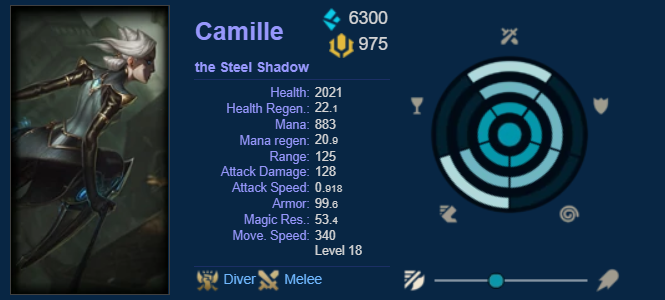 Camille
6300
975
the Steel Shadow
Health: 2021
Health Regen.: 22.1
Mana: 883
Mana regen: 20.9
Range: 125
Attack Damage: 128
Attack Speed: 0.918
Armor: 99.6
Magic Res.: 53.4
Move. Speed: 340
Level 18
Diver Melee